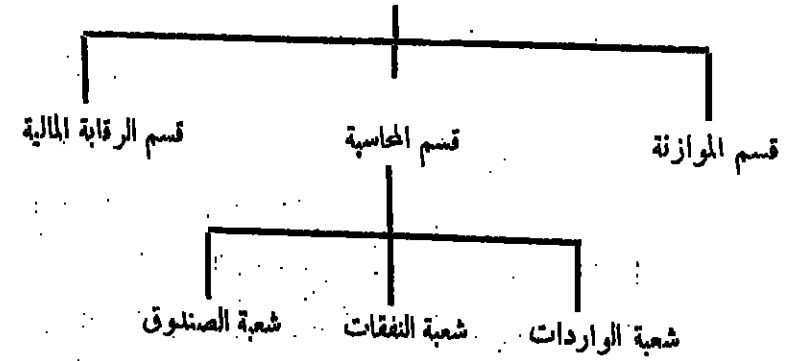 قسم الموازنة
قسم المحاسبة
قسم الرقابة المالية
شعبة الواردات
شعبة النفقات
شعبة الصندوق